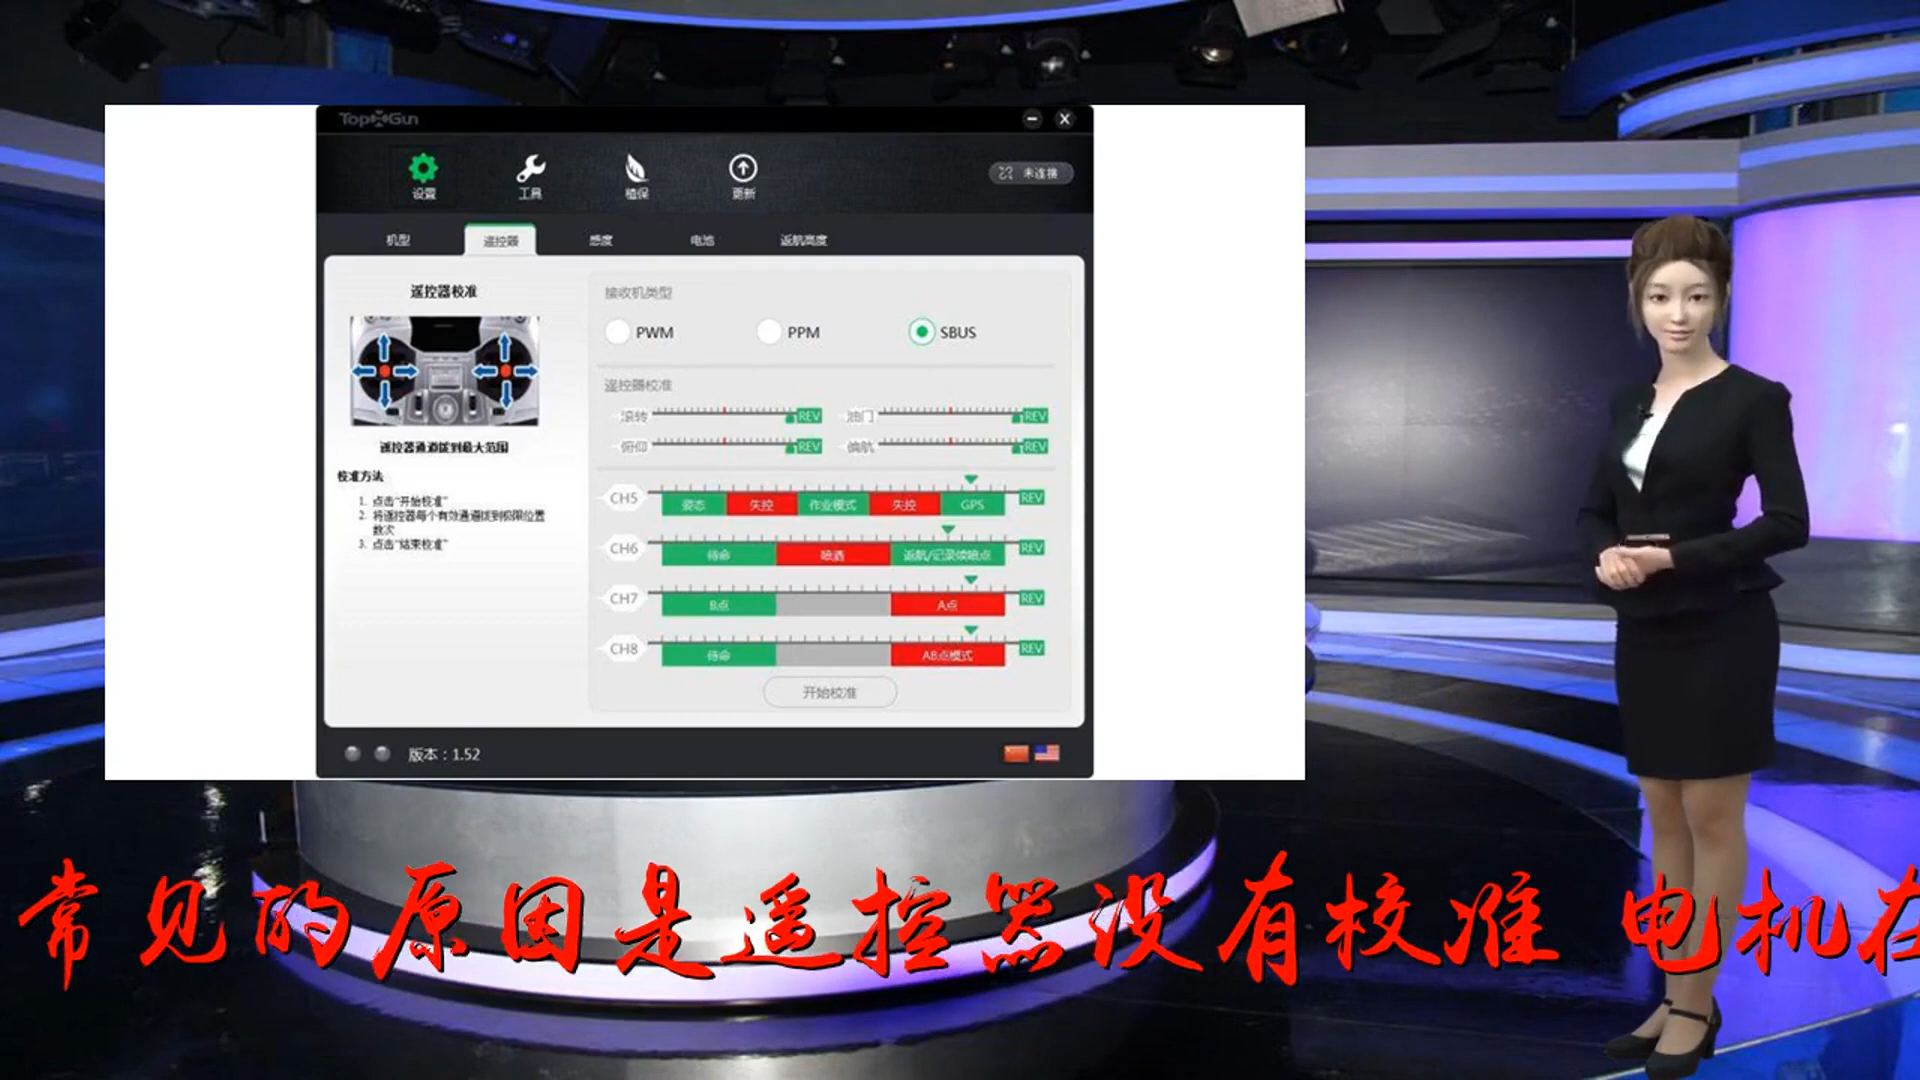 TopXGun
设置
工具
植保
更新
未连接
机型
遥控器
感度
电池
返航高度
遥控器校准
遥控器通道拨到最大范围
校准方法
1. 点击“开始校准”
2. 将遥控器每个有效通道拨到极限位置
数次
3. 点击“结束校准”
接收机类型
PWM PPM SBUS
遥控器校准
滚转 REV 油门 REV
俯仰 REV 偏航 REV
CH5 姿态 失控 作业模式 失控 GPS REV
CH6 待命 喷洒 返航/记录续喷点 REV
CH7 B点 A点 REV
CH8 待命 AB点模式 REV
开始校准
版本：1.52
常见的原因是遥控器没有校准 电机在